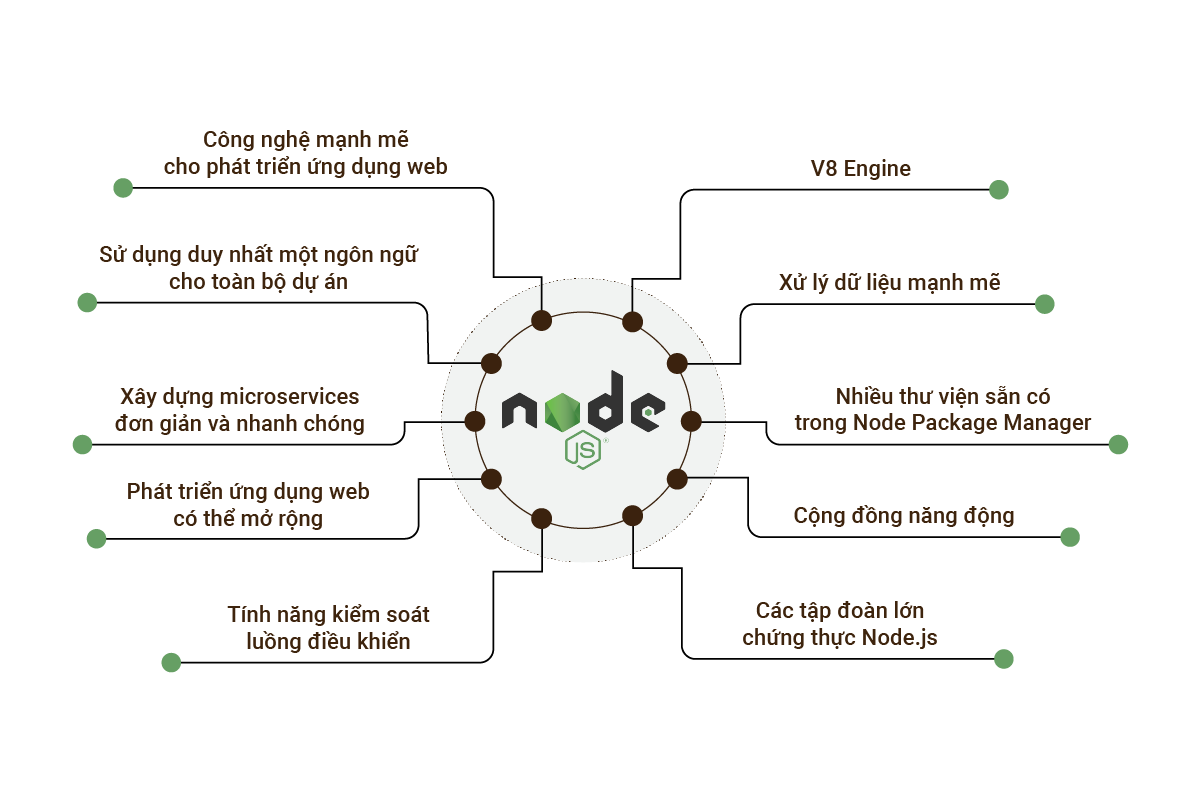 Công nghệ mạnh mẽ
cho phát triển ứng dụng web
Sử dụng duy nhất một ngôn ngữ
cho toàn bộ dự án
Xây dựng microservices
đơn giản và nhanh chóng
Phát triển ứng dụng web
có thể mở rộng
Tính năng kiểm soát
luồng điều khiển
node
JS®
V8 Engine
Xử lý dữ liệu mạnh mẽ
Nhiều thư viện sẵn có
trong Node Package Manager
Cộng đồng năng động
Các tập đoàn lớn
chứng thực Node.js